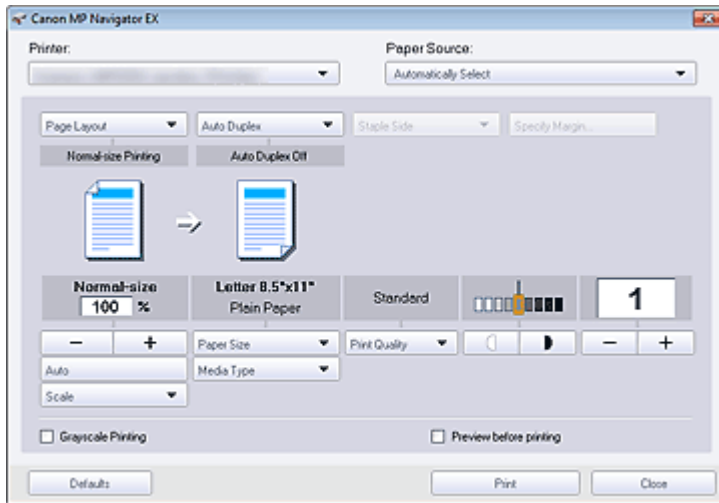 Canon MP Navigator EX
Printer:
Paper Source:
Automatically Select
Page Layout
Auto Duplex
Staple Side
Specify Margin...
Normal-size Printing
Auto Duplex Off
Normal-size
100 %
Letter 8.5"x11"
Plain Paper
Standard
1
Paper Size
Print Quality
Auto
Media Type
Scale
Grayscale Printing
Preview before printing
Defaults
Print
Close